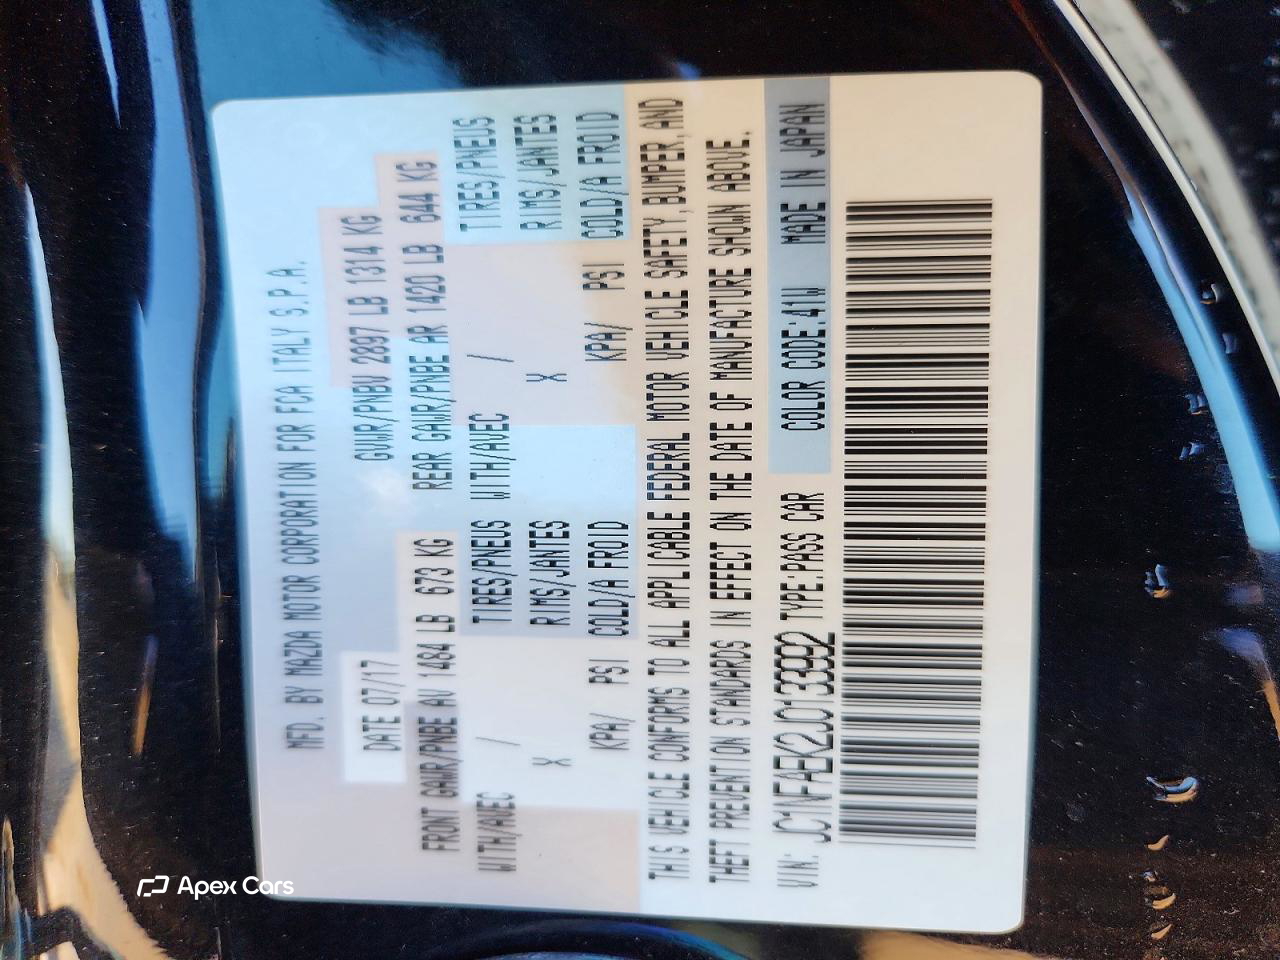 MFD. BY MAZDA MOTOR CORPORATION FOR FCA ITALY S.P.A.
DATE 07/17 GVWR/PNBV 2897 LB 1314 KG
FRONT GAWR/PNBE AV 1484 LB 673 KG REAR GAWR/PNBE AR 1420 LB 644 KG
WITH/AVEC / TIRES/PNEUS WITH/AVEC / TIRES/PNEUS
X RIMS/JANTES X RIMS/JANTES
KPA/ PSI COLD/A FROID KPA/ PSI COLD/A FROID
THIS VEHICLE CONFORMS TO ALL APPLICABLE FEDERAL MOTOR VEHICLE SAFETY, BUMPER, AND
THEFT PREVENTION STANDARDS IN EFFECT ON THE DATE OF MANUFACTURE SHOWN ABOVE.
VIN: JC1NFAEK2J0133992 TYPE:PASS CAR COLOR CODE:41W MADE IN JAPAN
Apex Cars